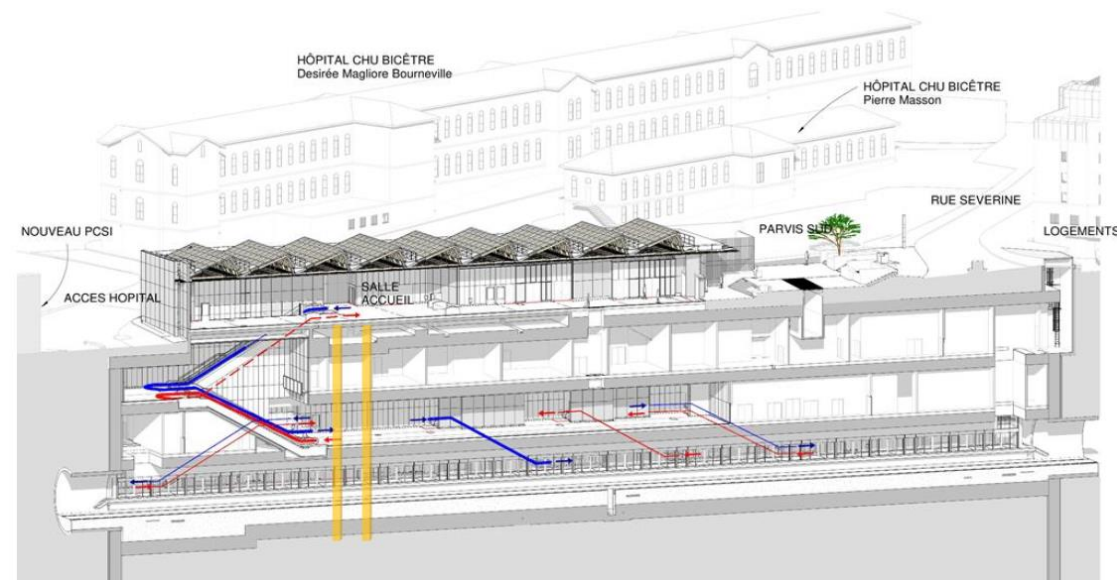 HÔPITAL CHU BICÊTRE
Desirée Magliore Bourneville
HÔPITAL CHU BICÊTRE
Pierre Masson
RUE SEVERINE
NOUVEAU PCSI
PARVIS SUD
LOGEMENTS
ACCES HOPITAL
SALLE
ACCUEIL